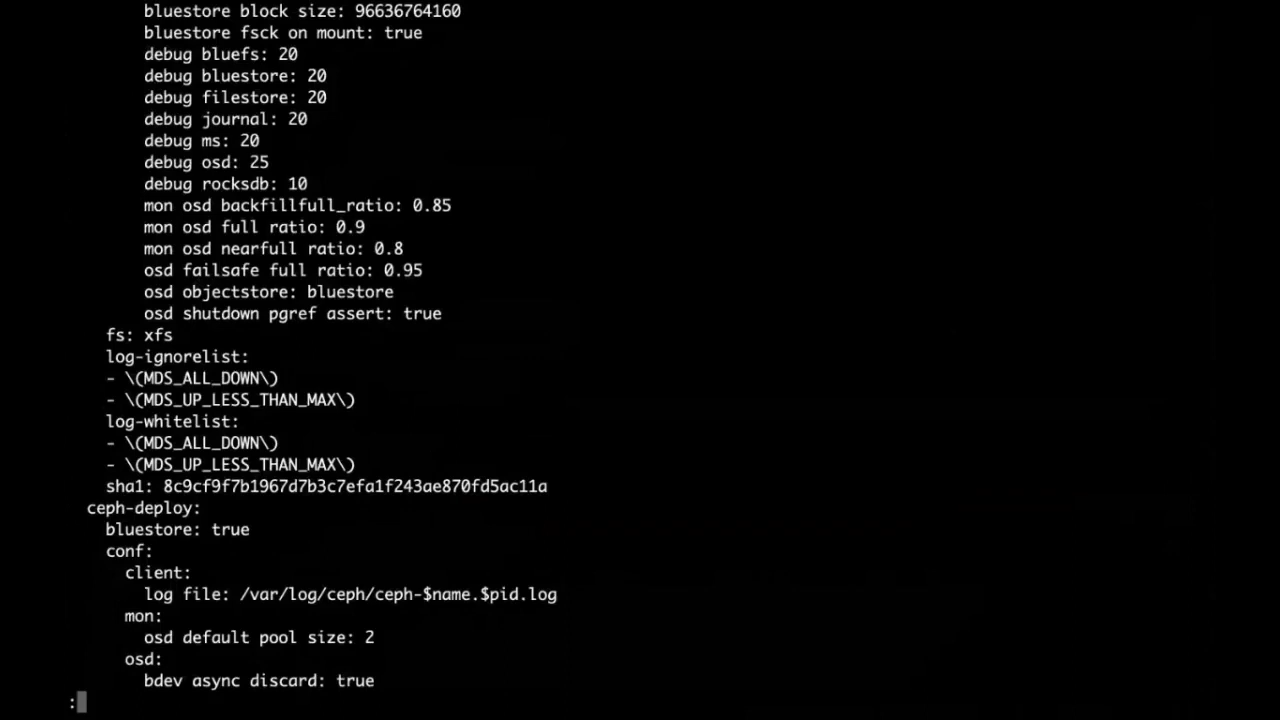 bluestore block size: 96636764160
bluestore fsck on mount: true
debug bluefs: 20
debug bluestore: 20
debug filestore: 20
debug journal: 20
debug ms: 20
debug osd: 25
debug rocksdb: 10
mon osd backfillfull_ratio: 0.85
mon osd full ratio: 0.9
mon osd nearfull ratio: 0.8
osd failsafe full ratio: 0.95
osd objectstore: bluestore
osd shutdown pgref assert: true
fs: xfs
log-ignorelist:
- \(MDS_ALL_DOWN\)
- \(MDS_UP_LESS_THAN_MAX\)
log-whitelist:
- \(MDS_ALL_DOWN\)
- \(MDS_UP_LESS_THAN_MAX\)
sha1: 8c9cf9f7b1967d7b3c7efa1f243ae870fd5ac11a
ceph-deploy:
bluestore: true
conf:
client:
log file: /var/log/ceph/ceph-$name.$pid.log
mon:
osd default pool size: 2
osd:
bdev async discard: true
: